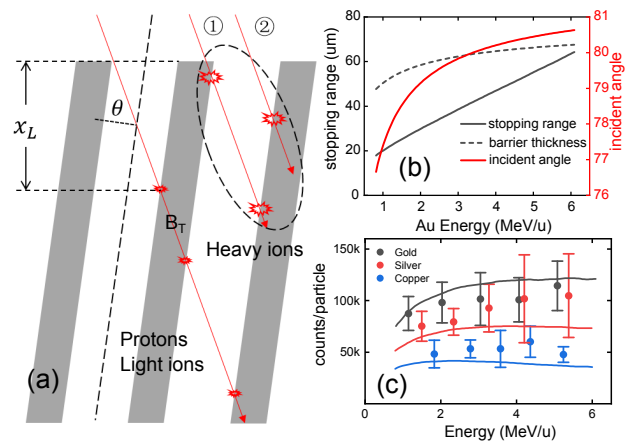 ① ②
θ
x_L
B_T
Heavy ions
Protons
Light ions
(a)
stopping range (um)
80
60
40
20
0
81
80
79
78
77
76
incident angle
stopping range
barrier thickness
incident angle
(b)
1 2 3 4 5 6
Au Energy (MeV/u)
counts/particle
150k
100k
50k
Gold
Silver
Copper
(c)
0 2 4 6
Energy (MeV/u)